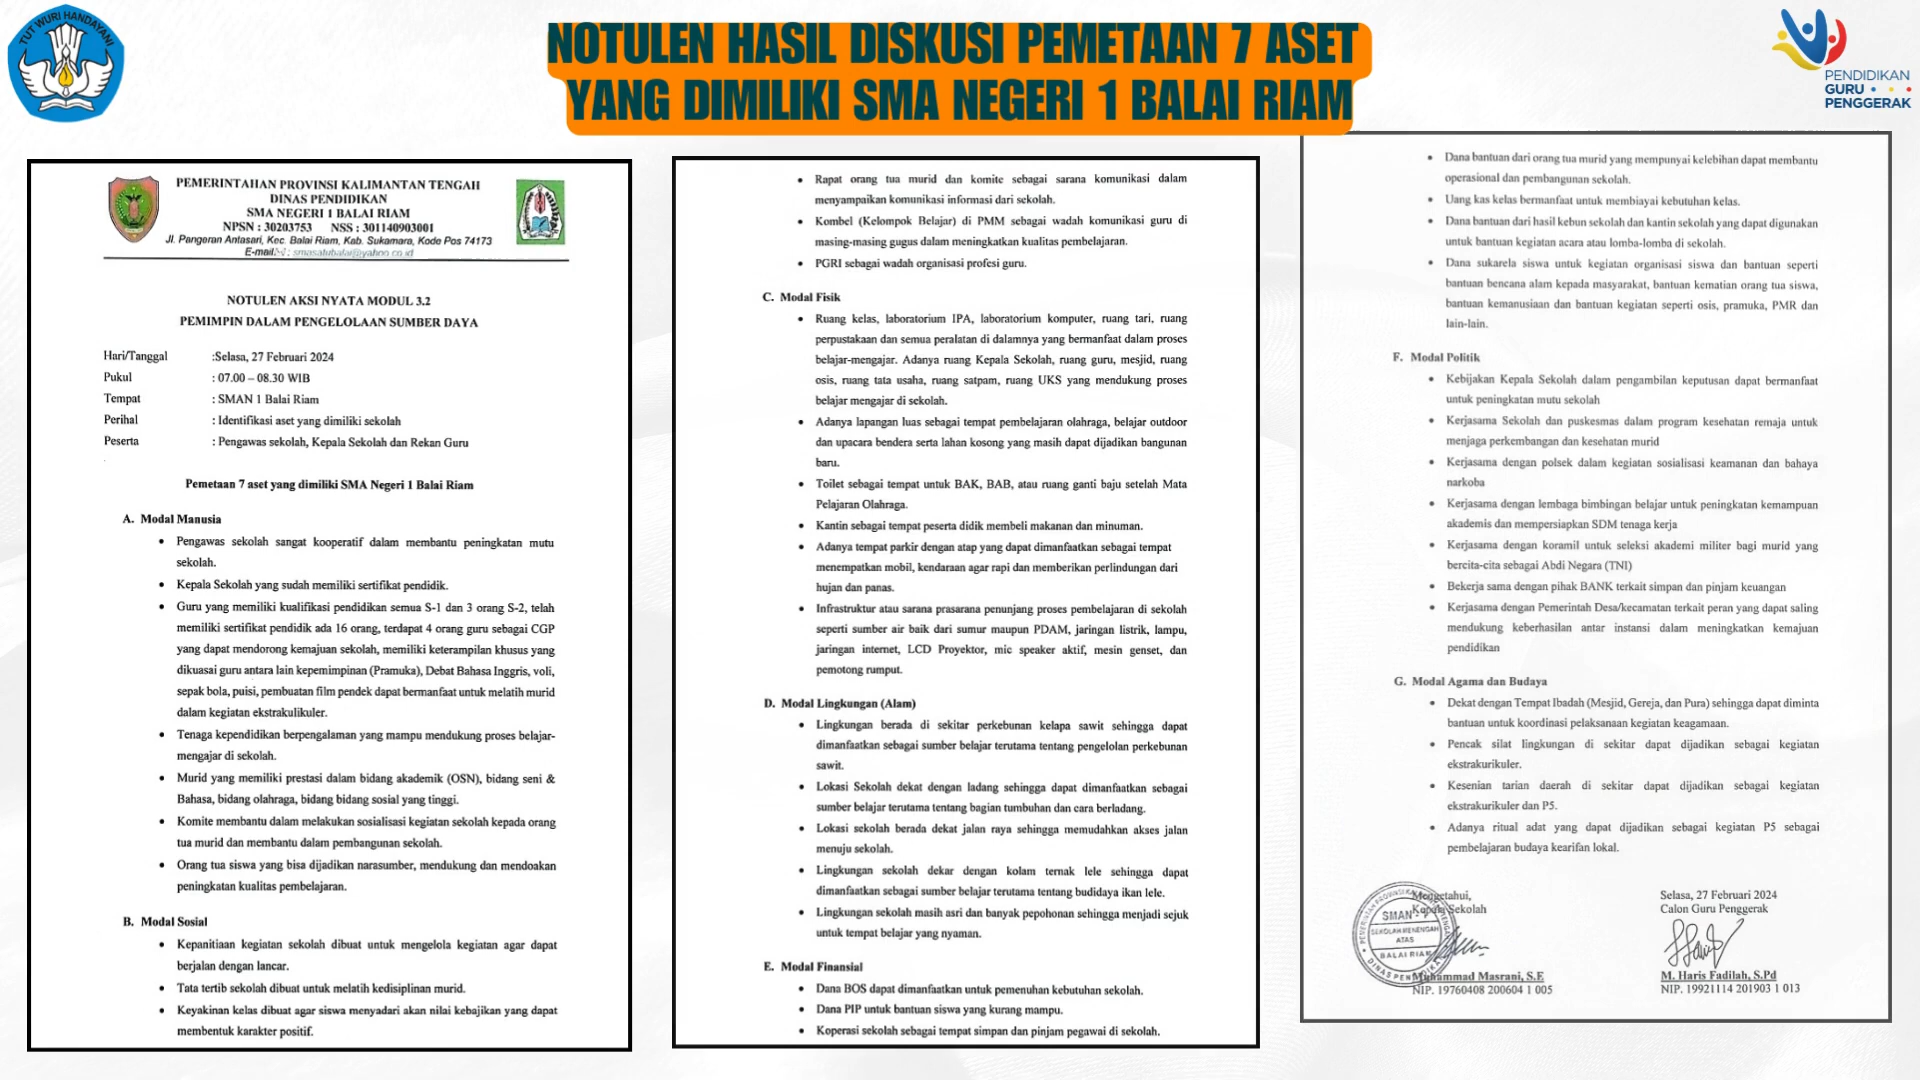 TUT WURI HANDAYANI
NOTULEN HASIL DISKUSI PEMETAAN 7 ASET
YANG DIMILIKI SMA NEGERI 1 BALAI RIAM
PENDIDIKAN
GURU
PENGGERAK
PEMERINTAHAN PROVINSI KALIMANTAN TENGAH
DINAS PENDIDIKAN
SMA NEGERI 1 BALAI RIAM
NPSN : 30203753 NSS : 301140903001
Jl. Pangeran Antasari, Kec. Balai Riam, Kab. Sukamara, Kode Pos 74173
E-mail : smasatubalai@yahoo.co.id
NOTULEN AKSI NYATA MODUL 3.2
PEMIMPIN DALAM PENGELOLAAN SUMBER DAYA
Hari/Tanggal :Selasa, 27 Februari 2024
Pukul : 07.00 – 08.30 WIB
Tempat : SMAN 1 Balai Riam
Perihal : Identifikasi aset yang dimiliki sekolah
Peserta : Pengawas sekolah, Kepala Sekolah dan Rekan Guru
Pemetaan 7 aset yang dimiliki SMA Negeri 1 Balai Riam
A. Modal Manusia
• Pengawas sekolah sangat kooperatif dalam membantu peningkatan mutu
sekolah.
• Kepala Sekolah yang sudah memiliki sertifikat pendidik.
• Guru yang memiliki kualifikasi pendidikan semua S-1 dan 3 orang S-2, telah
memiliki sertifikat pendidik ada 16 orang, terdapat 4 orang guru sebagai CGP
yang dapat mendorong kemajuan sekolah, memiliki keterampilan khusus yang
dikuasai guru antara lain kepemimpinan (Pramuka), Debat Bahasa Inggris, voli,
sepak bola, puisi, pembuatan film pendek dapat bermanfaat untuk melatih murid
dalam kegiatan ekstrakulikuler.
• Tenaga kependidikan berpengalaman yang mampu mendukung proses belajar-
mengajar di sekolah.
• Murid yang memiliki prestasi dalam bidang akademik (OSN), bidang seni &
Bahasa, bidang olahraga, bidang bidang sosial yang tinggi.
• Komite membantu dalam melakukan sosialisasi kegiatan sekolah kepada orang
tua murid dan membantu dalam pembangunan sekolah.
• Orang tua siswa yang bisa dijadikan narasumber, mendukung dan mendoakan
peningkatan kualitas pembelajaran.
B. Modal Sosial
• Kepanitiaan kegiatan sekolah dibuat untuk mengelola kegiatan agar dapat
berjalan dengan lancar.
• Tata tertib sekolah dibuat untuk melatih kedisiplinan murid.
• Keyakinan kelas dibuat agar siswa menyadari akan nilai kebajikan yang dapat
membentuk karakter positif.
• Rapat orang tua murid dan komite sebagai sarana komunikasi dalam
menyampaikan komunikasi informasi dari sekolah.
• Kombel (Kelompok Belajar) di PMM sebagai wadah komunikasi guru di
masing-masing gugus dalam meningkatkan kualitas pembelajaran.
• PGRI sebagai wadah organisasi profesi guru.
C. Modal Fisik
• Ruang kelas, laboratorium IPA, laboratorium komputer, ruang tari, ruang
perpustakaan dan semua peralatan di dalamnya yang bermanfaat dalam proses
belajar-mengajar. Adanya ruang Kepala Sekolah, ruang guru, mesjid, ruang
osis, ruang tata usaha, ruang satpam, ruang UKS yang mendukung proses
belajar mengajar di sekolah.
• Adanya lapangan luas sebagai tempat pembelajaran olahraga, belajar outdoor
dan upacara bendera serta lahan kosong yang masih dapat dijadikan bangunan
baru.
• Toilet sebagai tempat untuk BAK, BAB, atau ruang ganti baju setelah Mata
Pelajaran Olahraga.
• Kantin sebagai tempat peserta didik membeli makanan dan minuman.
• Adanya tempat parkir dengan atap yang dapat dimanfaatkan sebagai tempat
menempatkan mobil, kendaraan agar rapi dan memberikan perlindungan dari
hujan dan panas.
• Infrastruktur atau sarana prasarana penunjang proses pembelajaran di sekolah
seperti sumber air baik dari sumur maupun PDAM, jaringan listrik, lampu,
jaringan internet, LCD Proyektor, mic speaker aktif, mesin genset, dan
pemotong rumput.
D. Modal Lingkungan (Alam)
• Lingkungan berada di sekitar perkebunan kelapa sawit sehingga dapat
dimanfaatkan sebagai sumber belajar terutama tentang pengelolan perkebunan
sawit.
• Lokasi Sekolah dekat dengan ladang sehingga dapat dimanfaatkan sebagai
sumber belajar terutama tentang bagian tumbuhan dan cara berladang.
• Lokasi sekolah berada dekat jalan raya sehingga memudahkan akses jalan
menuju sekolah.
• Lingkungan sekolah dekar dengan kolam ternak lele sehingga dapat
dimanfaatkan sebagai sumber belajar terutama tentang budidaya ikan lele.
• Lingkungan sekolah masih asri dan banyak pepohonan sehingga menjadi sejuk
untuk tempat belajar yang nyaman.
E. Modal Finansial
• Dana BOS dapat dimanfaatkan untuk pemenuhan kebutuhan sekolah.
• Dana PIP untuk bantuan siswa yang kurang mampu.
• Koperasi sekolah sebagai tempat simpan dan pinjam pegawai di sekolah.
• Dana bantuan dari orang tua murid yang mempunyai kelebihan dapat membantu
operasional dan pembangunan sekolah.
• Uang kas kelas bermanfaat untuk membiayai kebutuhan kelas.
• Dana bantuan dari hasil kebun sekolah dan kantin sekolah yang dapat digunakan
untuk bantuan kegiatan acara atau lomba-lomba di sekolah.
• Dana sukarela siswa untuk kegiatan organisasi siswa dan bantuan seperti
bantuan bencana alam kepada masyarakat, bantuan kematian orang tua siswa,
bantuan kemanusiaan dan bantuan kegiatan seperti osis, pramuka, PMR dan
lain-lain.
F. Modal Politik
• Kebijakan Kepala Sekolah dalam pengambilan keputusan dapat bermanfaat
untuk peningkatan mutu sekolah
• Kerjasama Sekolah dan puskesmas dalam program kesehatan remaja untuk
menjaga perkembangan dan kesehatan murid
• Kerjasama dengan polsek dalam kegiatan sosialisasi keamanan dan bahaya
narkoba
• Kerjasama dengan lembaga bimbingan belajar untuk peningkatan kemampuan
akademis dan mempersiapkan SDM tenaga kerja
• Kerjasama dengan koramil untuk seleksi akademi militer bagi murid yang
bercita-cita sebagai Abdi Negara (TNI)
• Bekerja sama dengan pihak BANK terkait simpan dan pinjam keuangan
• Kerjasama dengan Pemerintah Desa/kecamatan terkait peran yang dapat saling
mendukung keberhasilan antar instansi dalam meningkatkan kemajuan
pendidikan
G. Modal Agama dan Budaya
• Dekat dengan Tempat Ibadah (Mesjid, Gereja, dan Pura) sehingga dapat diminta
bantuan untuk koordinasi pelaksanaan kegiatan keagamaan.
• Pencak silat lingkungan di sekitar dapat dijadikan sebagai kegiatan
ekstrakurikuler.
• Kesenian tarian daerah di sekitar dapat dijadikan sebagai kegiatan
ekstrakurikuler dan P5.
• Adanya ritual adat yang dapat dijadikan sebagai kegiatan P5 sebagai
pembelajaran budaya kearifan lokal.
Mengetahui,
Kepala Sekolah
SMAN - 1
SEKOLAH MENENGAH
ATAS
BALAI RIAM
Muhammad Masrani, S.E
NIP. 19760408 200604 1 005
Selasa, 27 Februari 2024
Calon Guru Penggerak
M. Haris Fadilah, S.Pd
NIP. 19921114 201903 1 013